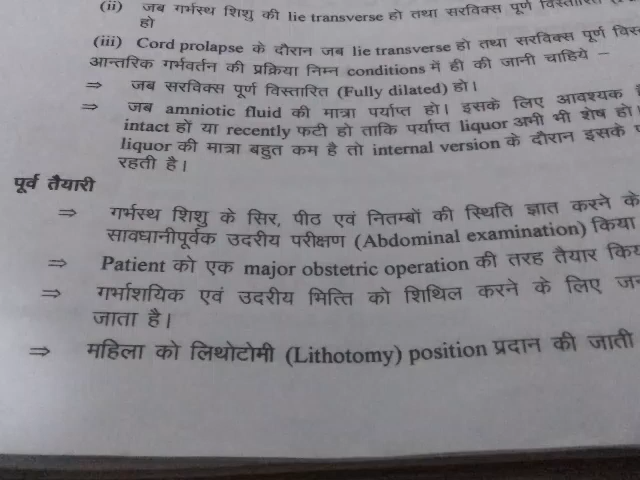 (ii) जब गर्भस्थ शिशु की lie transverse हो तथा सरविक्स पूर्ण
हो
(iii) Cord prolapse के दौरान जब lie transverse हो तथा सरविक्स पूर्ण
आन्तरिक गर्भवर्तन की प्रक्रिया निम्न conditions में ही की जानी चाहिये –
⇒ जब सरविक्स पूर्ण विस्तारित (Fully dilated) हो।
⇒ जब amniotic fluid की मात्रा पर्याप्त हो। इसके लिए आवश्यक
intact हों या recently फटी हो ताकि पर्याप्त liquor अभी भी शेष हो।
liquor की मात्रा बहुत कम है तो internal version के दौरान इसके
रहती है।
पूर्व तैयारी
⇒ गर्भस्थ शिशु के सिर, पीठ एवं नितम्बों की स्थिति ज्ञात करने के
सावधानीपूर्वक उदरीय परीक्षण (Abdominal examination) किया
⇒ Patient को एक major obstetric operation की तरह तैयार
⇒ गर्भाशयिक एवं उदरीय भित्ति को शिथिल करने के लिए
जाता है।
⇒ महिला को लिथोटोमी (Lithotomy) position प्रदान की जाती